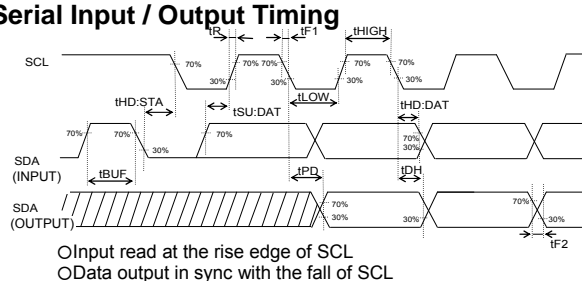 Serial Input / Output Timing
tR tF1 tHIGH
SCL 70% 70% 70% 70% 70%
30% 30% 30% 30%
tHD:STA tLOW tHD:DAT
tSU:DAT
70% 70% 70% 70%
30% 30%
SDA
(INPUT)
tBUF tPD tDH
SDA
(OUTPUT)
70% 70%
30% 30% 30%
tF2
○Input read at the rise edge of SCL
○Data output in sync with the fall of SCL